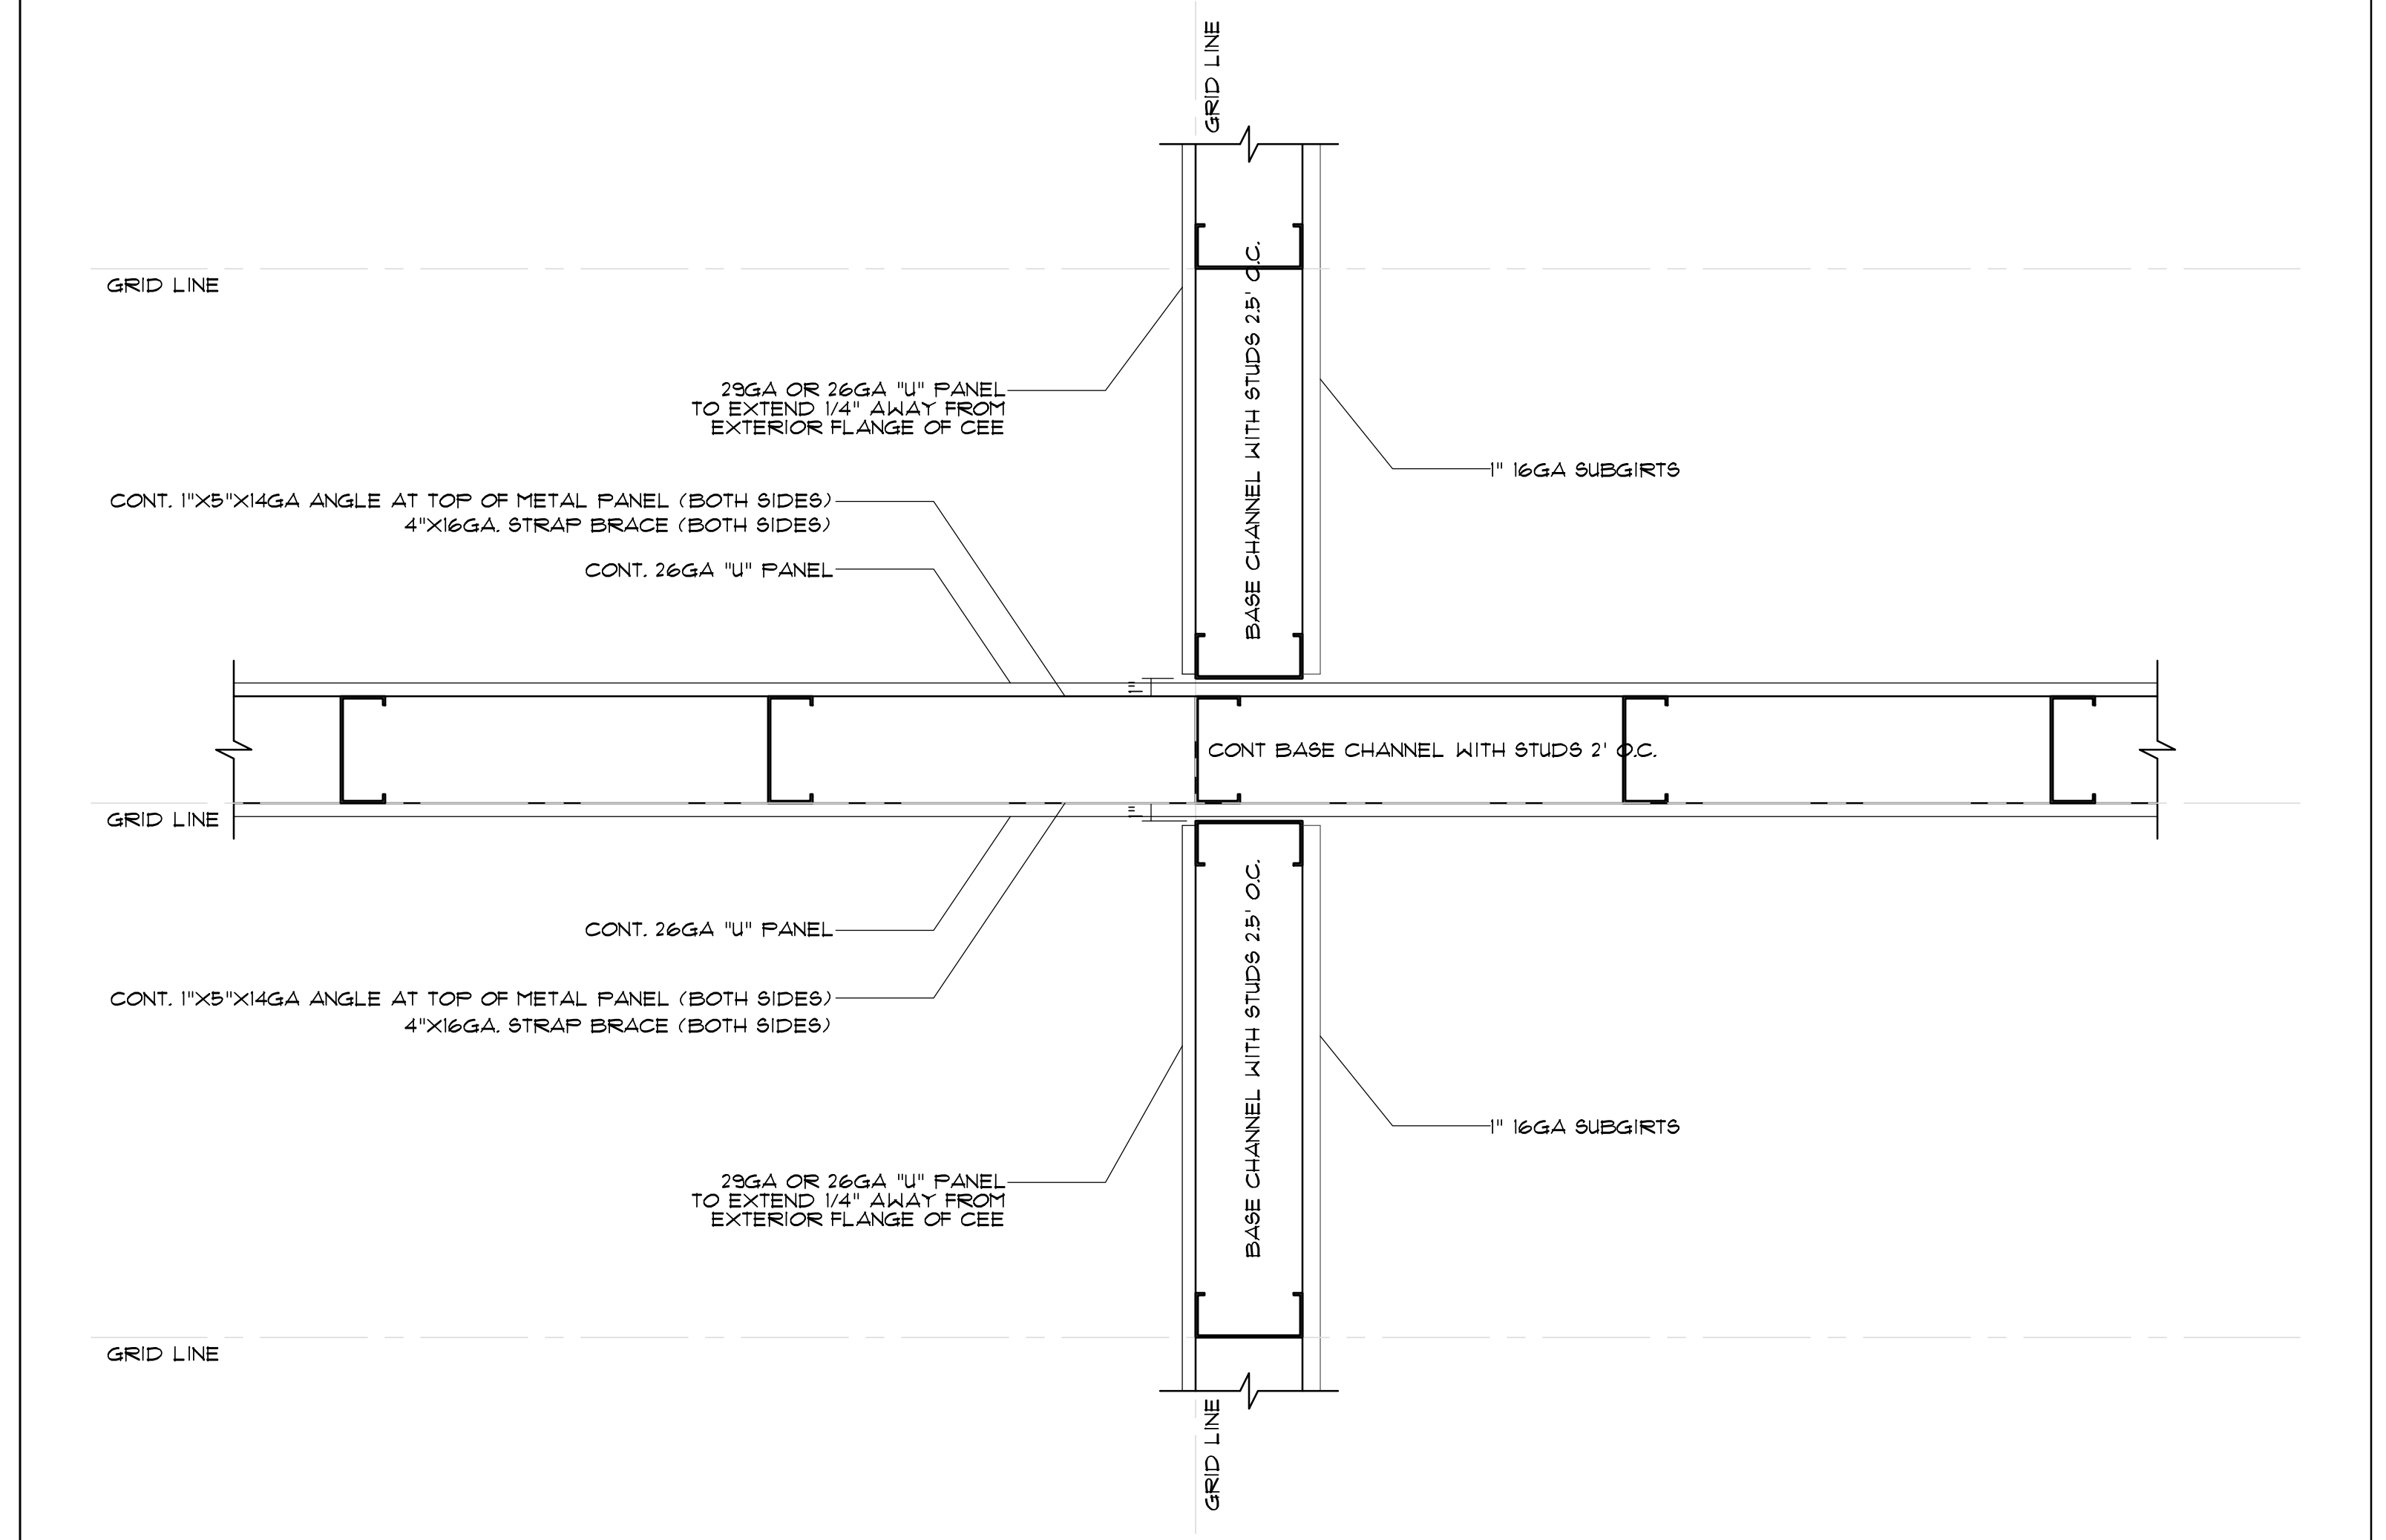 GRID LINE
GRID LINE
29GA OR 26GA "U" PANEL
TO EXTEND 1/4" AWAY FROM
EXTERIOR FLANGE OF CEE
BASE CHANNEL WITH STUDS 2.5' O.C.
1" 16GA SUBGIRTS
CONT. 1"X5"X14GA ANGLE AT TOP OF METAL PANEL (BOTH SIDES)
4"X16GA. STRAP BRACE (BOTH SIDES)
CONT. 26GA "U" PANEL
1"
CONT BASE CHANNEL WITH STUDS 2' O.C.
1"
GRID LINE
CONT. 26GA "U" PANEL
CONT. 1"X5"X14GA ANGLE AT TOP OF METAL PANEL (BOTH SIDES)
4"X16GA. STRAP BRACE (BOTH SIDES)
BASE CHANNEL WITH STUDS 2.5' O.C.
1" 16GA SUBGIRTS
29GA OR 26GA "U" PANEL
TO EXTEND 1/4" AWAY FROM
EXTERIOR FLANGE OF CEE
GRID LINE
GRID LINE